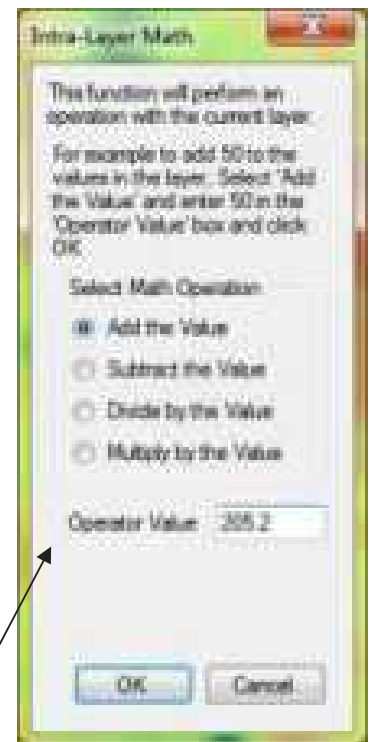 Intra-Layer Math
This function will perform an
operation with the current layer.
For example to add 50 to the
values in the layer. Select 'Add
the Value' and enter 50 in the
'Operator Value' box and click
OK
Select Math Operation
Add the Value
Subtract the Value
Divide by the Value
Multiply by the Value
Operator Value 205.2
OK Cancel